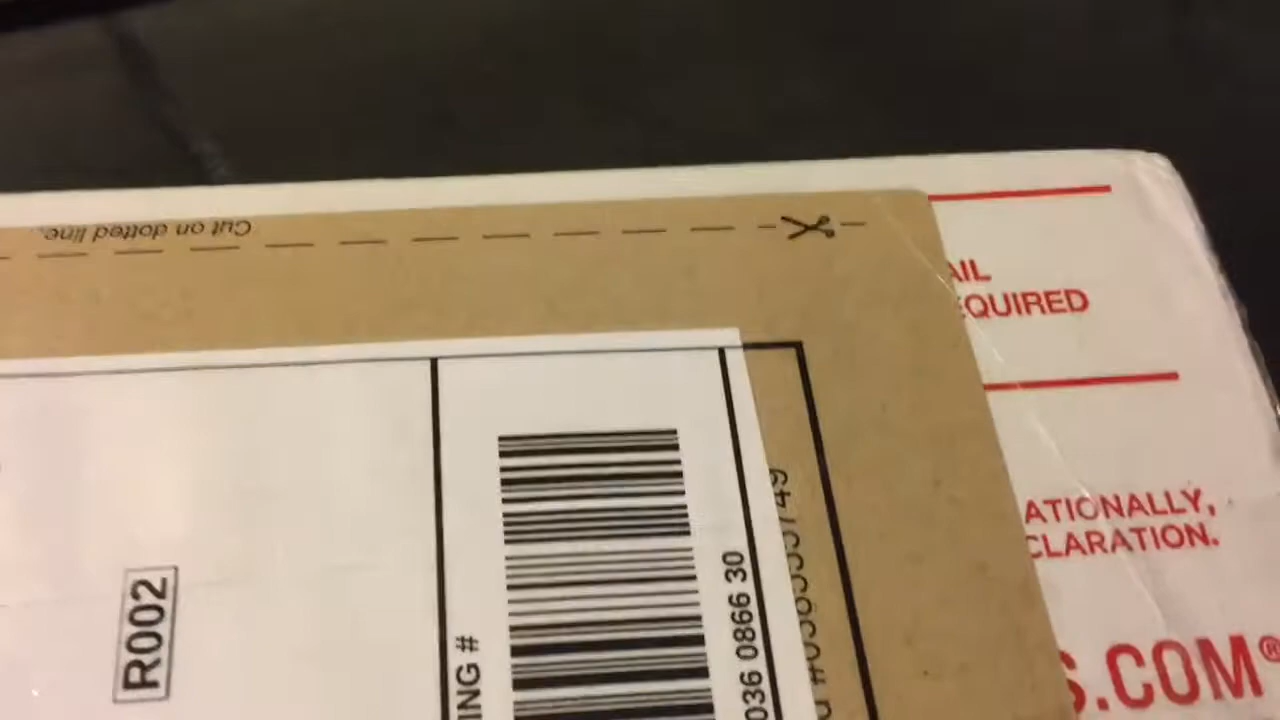 Cut on dotted line.
AIL
EQUIRED
ATIONALLY,
CLARATION.
S.COM®
R002
ING #
036 0866 30